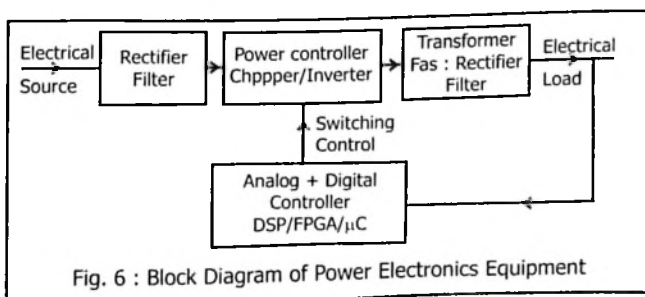 Electrical
Source
Rectifier
Filter
Power controller
Chppper/Inverter
Transformer
Fas : Rectifier
Filter
Electrical
Load
Switching
Control
Analog + Digital
Controller
DSP/FPGA/μC
Fig. 6 : Block Diagram of Power Electronics Equipment